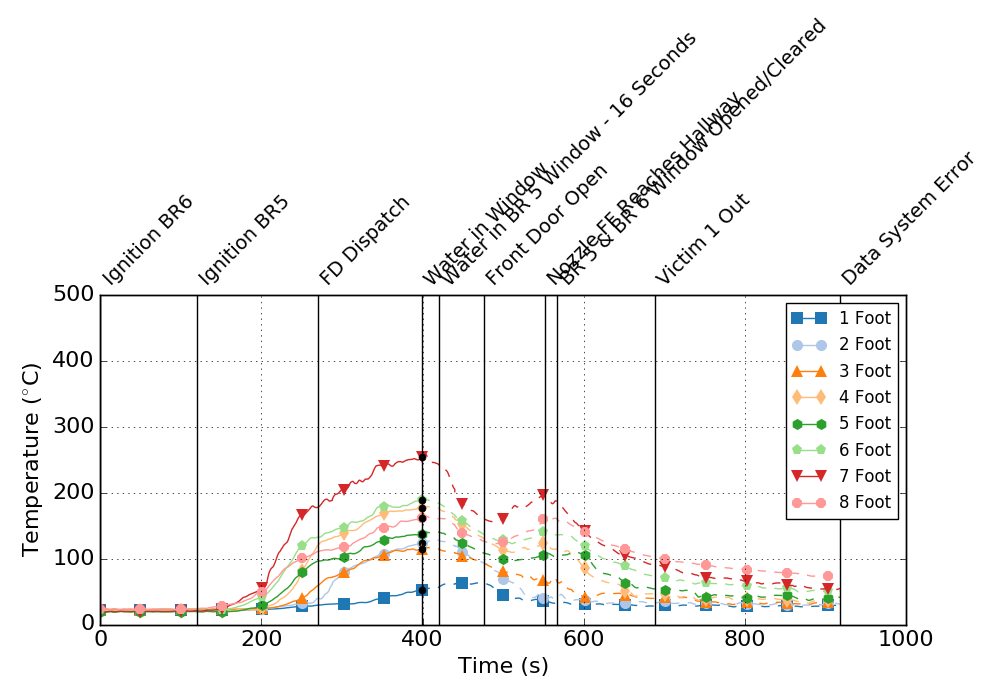 Ignition BR6
Ignition BR5
FD Dispatch
Water in Window
Water in BR 5 Window - 16 Seconds
Front Door Open
Nozzle FF Reaches Hallway
BR 5 & BR 6 Window Opened/Cleared
Victim 1 Out
Data System Error
500
400
300
200
100
0
Temperature (°C)
0 200 400 600 800 1000
Time (s)
1 Foot
2 Foot
3 Foot
4 Foot
5 Foot
6 Foot
7 Foot
8 Foot